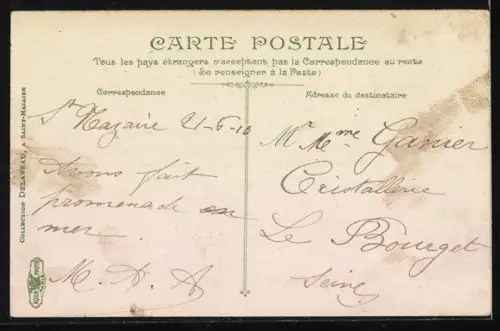 CARTE POSTALE
Tous les pays étrangers n'acceptent pas la Correspondance au recto
(Se renseigner à la Poste)
Correspondance
Adresse du destinataire
St Nazaire 21-6-10
Avons fait
promenade en
mer
M. A. A
Mr Mme Garnier
Cristallerie
Le Bourget
Seine
COLLECTION DELAVEAU, A SAINT-NAZAIRE